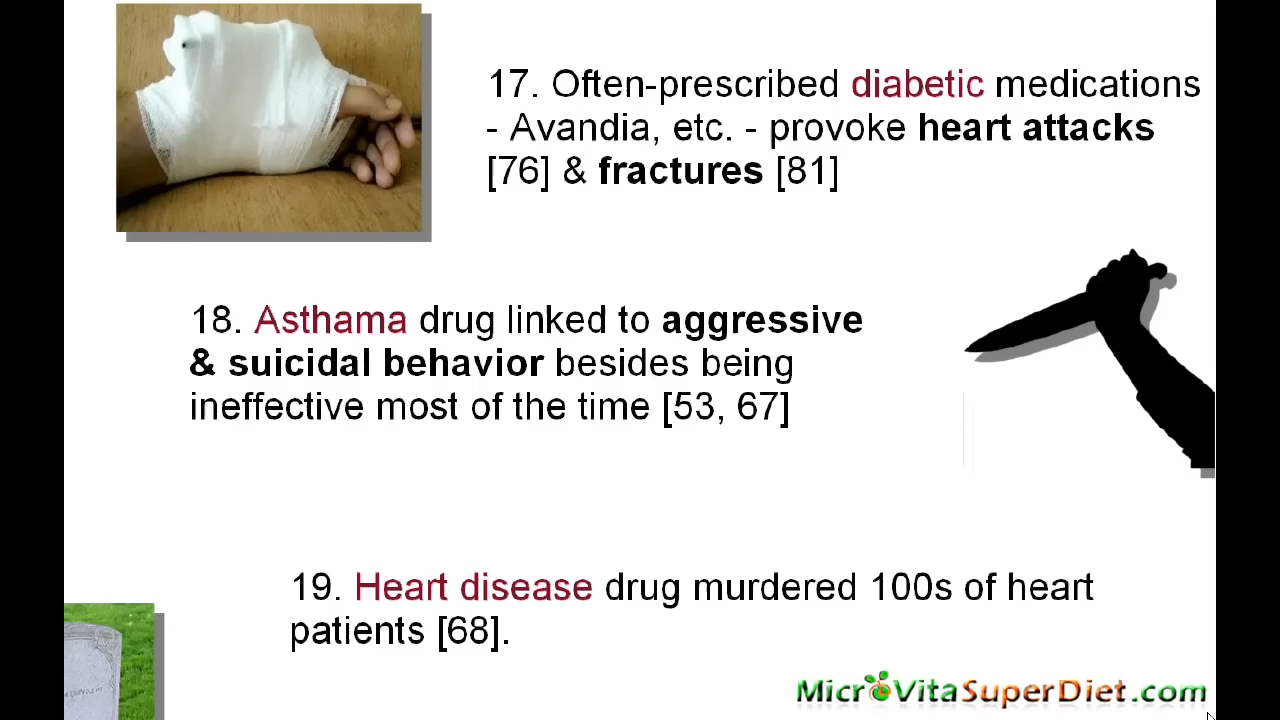 17. Often-prescribed diabetic medications
- Avandia, etc. - provoke heart attacks
[76] & fractures [81]
18. Asthama drug linked to aggressive
& suicidal behavior besides being
ineffective most of the time [53, 67]
19. Heart disease drug murdered 100s of heart
patients [68].
MicroVitaSuperDiet.com